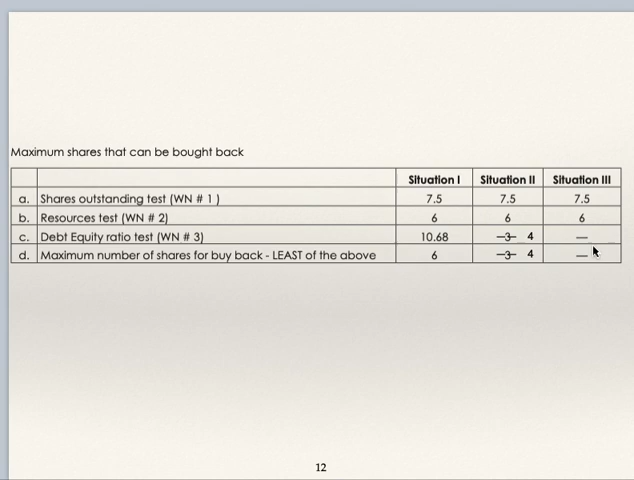 Maximum shares that can be bought back
Situation I Situation II Situation III
a. Shares outstanding test (WN # 1 ) 7.5 7.5 7.5
b. Resources test (WN # 2) 6 6 6
c. Debt Equity ratio test (WN # 3) 10.68 3 4 —
d. Maximum number of shares for buy back - LEAST of the above 6 3 4 —
12